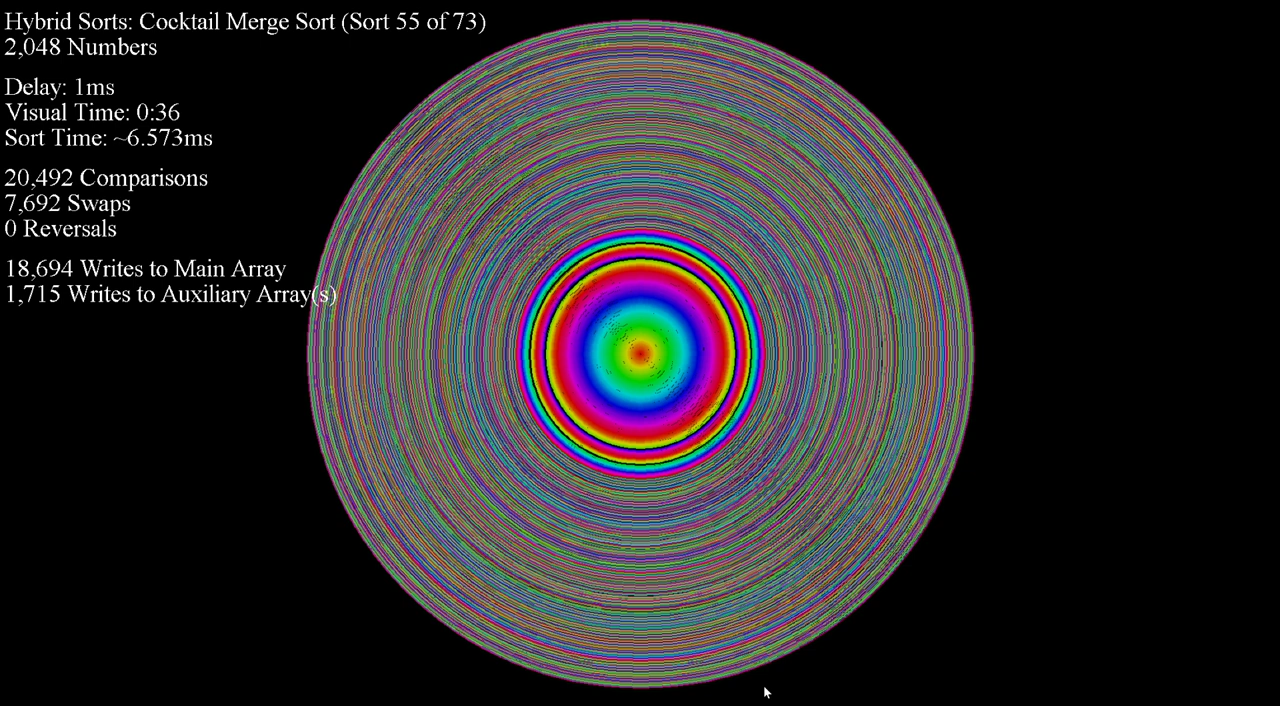 Hybrid Sorts: Cocktail Merge Sort (Sort 55 of 73)
2,048 Numbers
Delay: 1ms
Visual Time: 0:36
Sort Time: ~6.573ms
20,492 Comparisons
7,692 Swaps
0 Reversals
18,694 Writes to Main Array
1,715 Writes to Auxiliary Array(s)